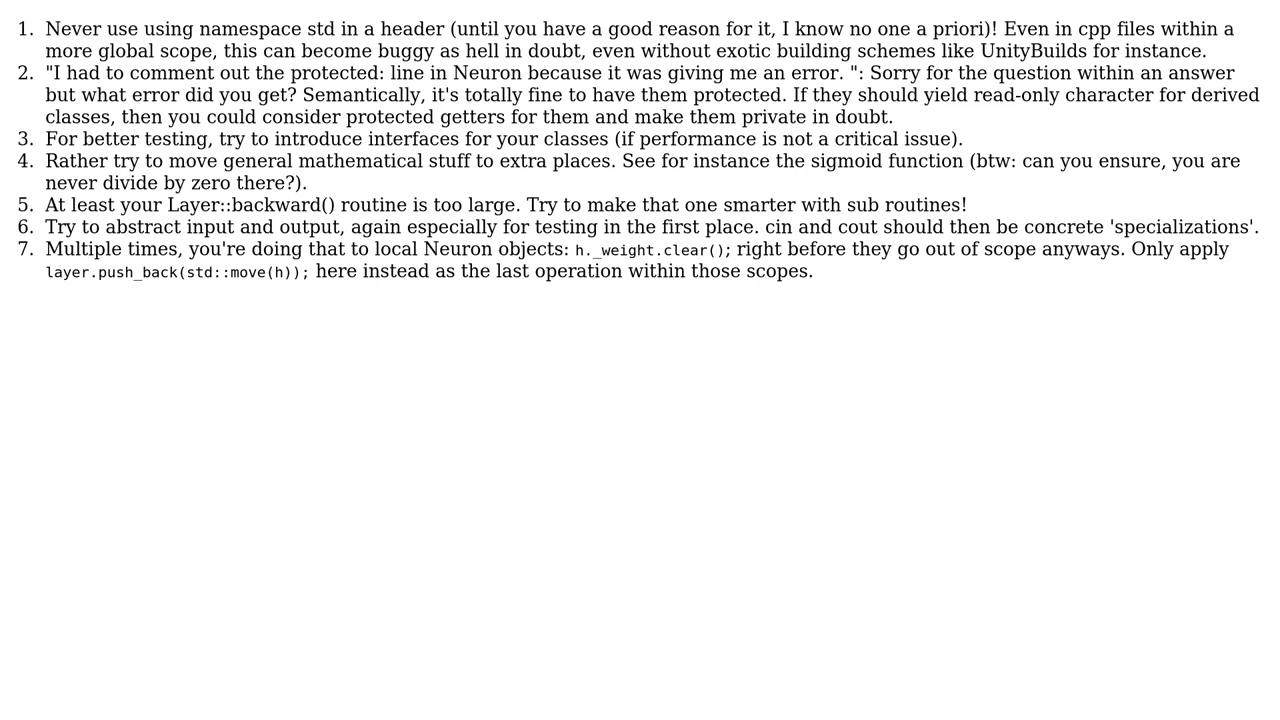 1. Never use using namespace std in a header (until you have a good reason for it, I know no one a priori)! Even in cpp files within a
more global scope, this can become buggy as hell in doubt, even without exotic building schemes like UnityBuilds for instance.
2. "I had to comment out the protected: line in Neuron because it was giving me an error. ": Sorry for the question within an answer
but what error did you get? Semantically, it's totally fine to have them protected. If they should yield read-only character for derived
classes, then you could consider protected getters for them and make them private in doubt.
3. For better testing, try to introduce interfaces for your classes (if performance is not a critical issue).
4. Rather try to move general mathematical stuff to extra places. See for instance the sigmoid function (btw: can you ensure, you are
never divide by zero there?).
5. At least your Layer::backward() routine is too large. Try to make that one smarter with sub routines!
6. Try to abstract input and output, again especially for testing in the first place. cin and cout should then be concrete 'specializations'.
7. Multiple times, you're doing that to local Neuron objects: h._weight.clear(); right before they go out of scope anyways. Only apply
layer.push_back(std::move(h)); here instead as the last operation within those scopes.